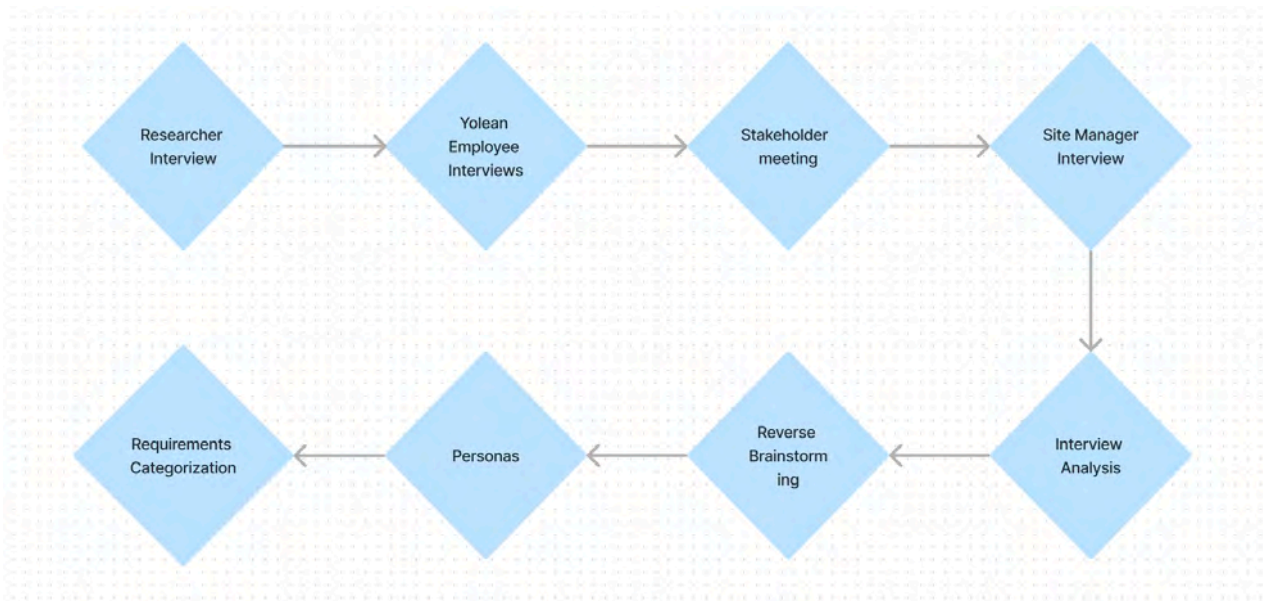 Researcher
Interview
Yolean
Employee
Interviews
Stakeholder
meeting
Site Manager
Interview
Interview
Analysis
Reverse
Brainstorm
ing
Personas
Requirements
Categorization